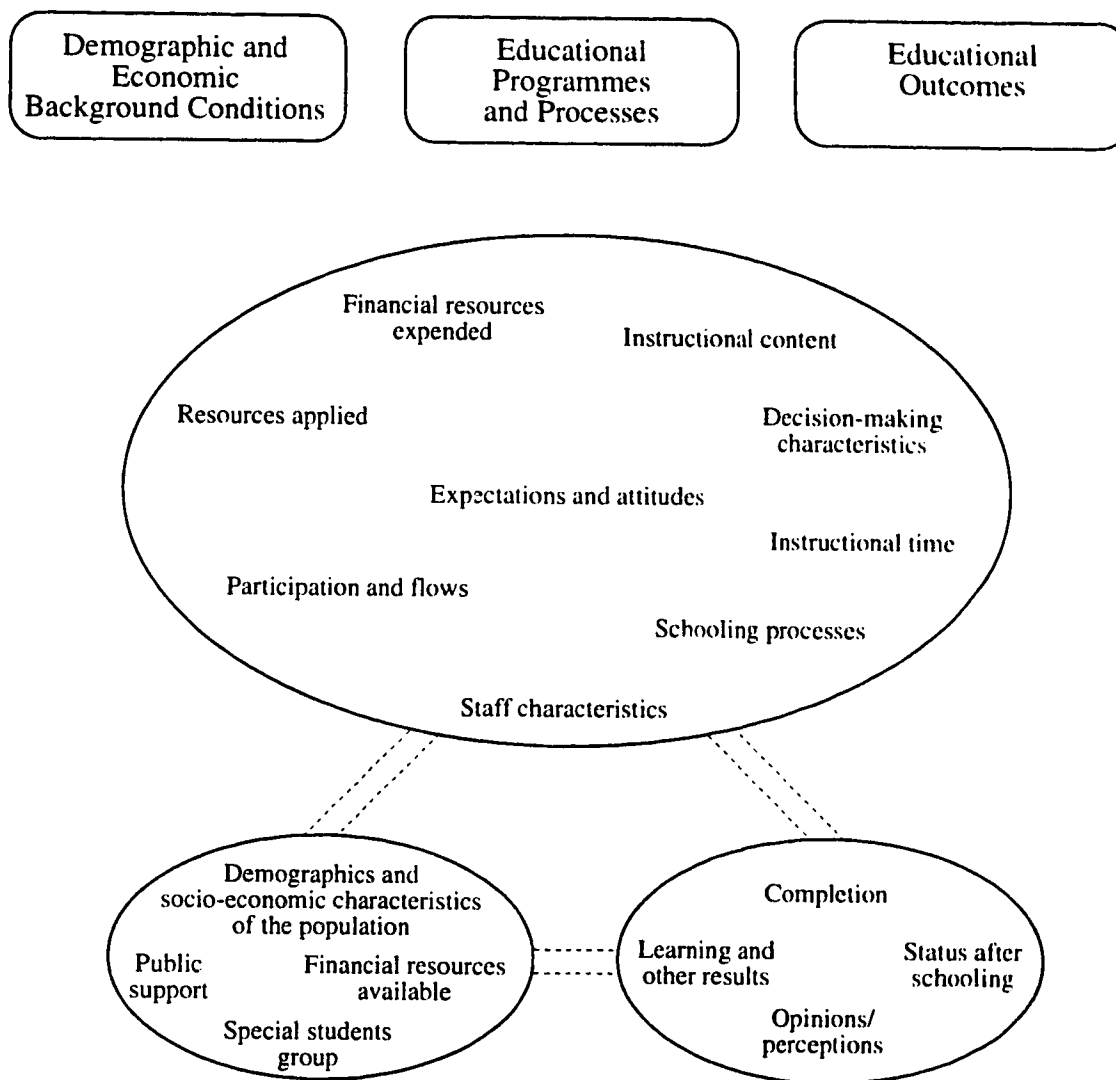 Demographic and
Economic
Background Conditions
Educational
Programmes
and Processes
Educational
Outcomes
Financial resources
expended
Instructional content
Resources applied
Decision-making
characteristics
Expectations and attitudes
Instructional time
Participation and flows
Schooling processes
Staff characteristics
Demographics and
socio-economic characteristics
of the population
Public
support
Financial resources
available
Special students
group
Completion
Learning and
other results
Status after
schooling
Opinions/
perceptions